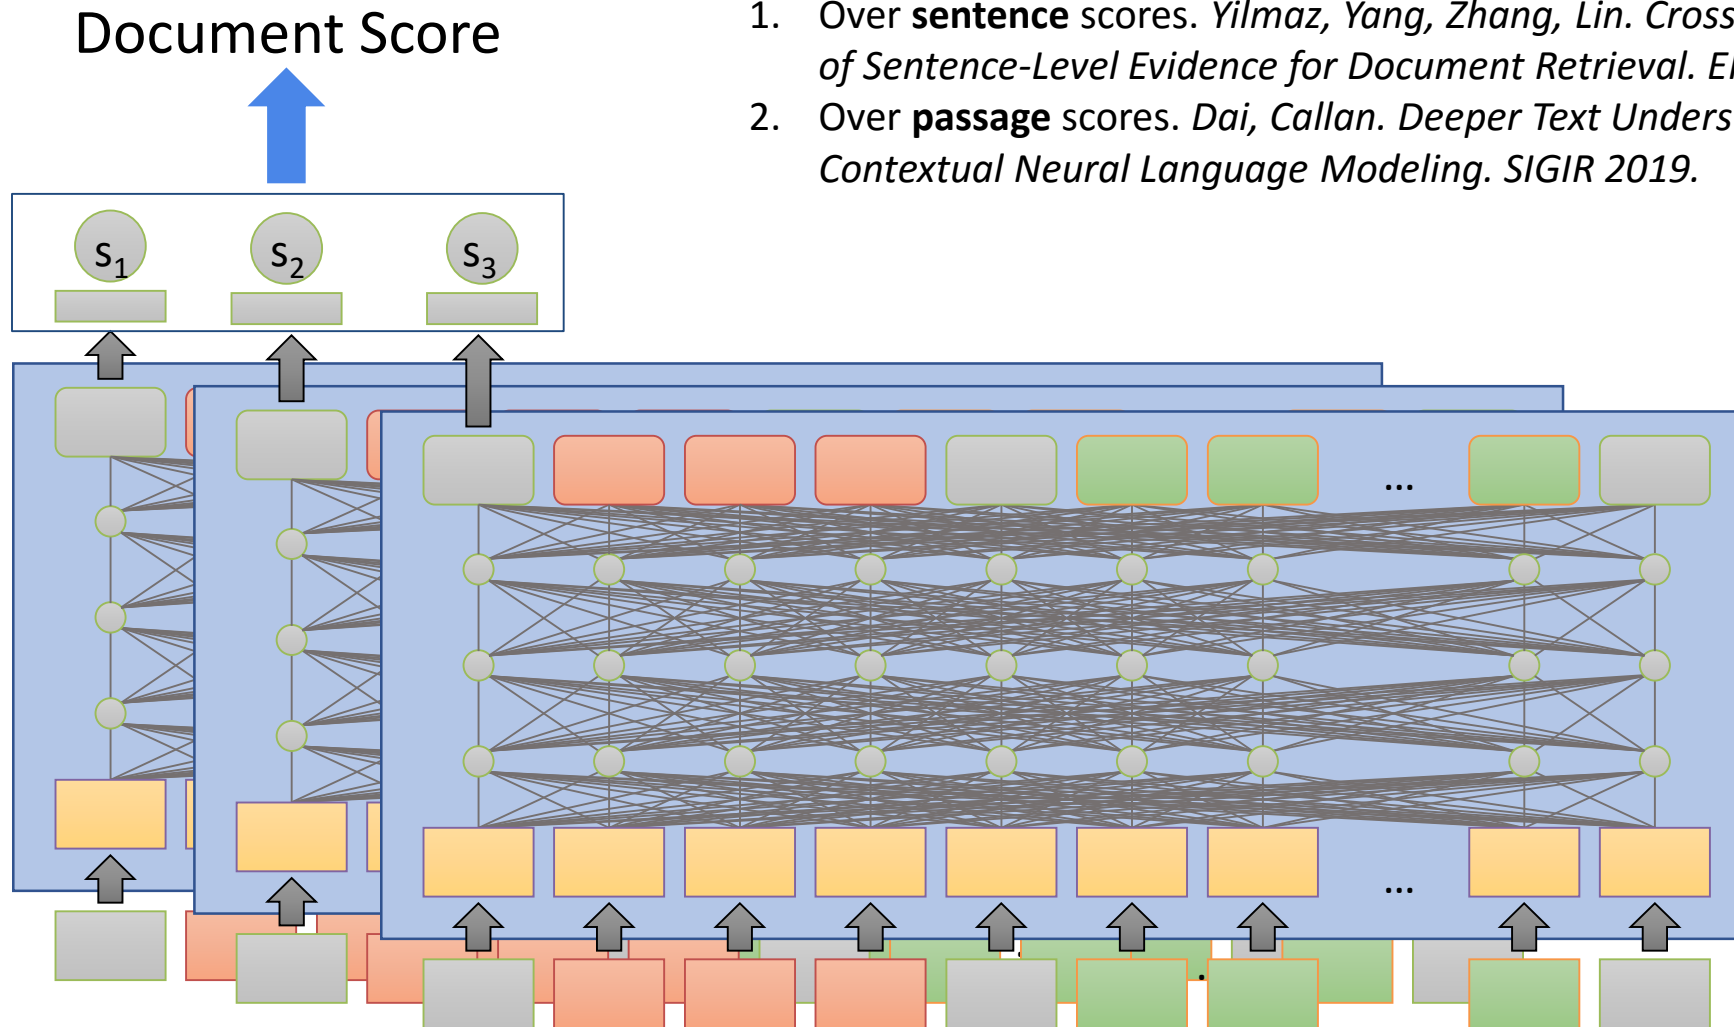 Document Score
1. Over sentence scores. Yilmaz, Yang, Zhang, Lin. Cross
of Sentence-Level Evidence for Document Retrieval.
2. Over passage scores. Dai, Callan. Deeper Text Unders
Contextual Neural Language Modeling. SIGIR 2019.
s1 s2 s3
...
...